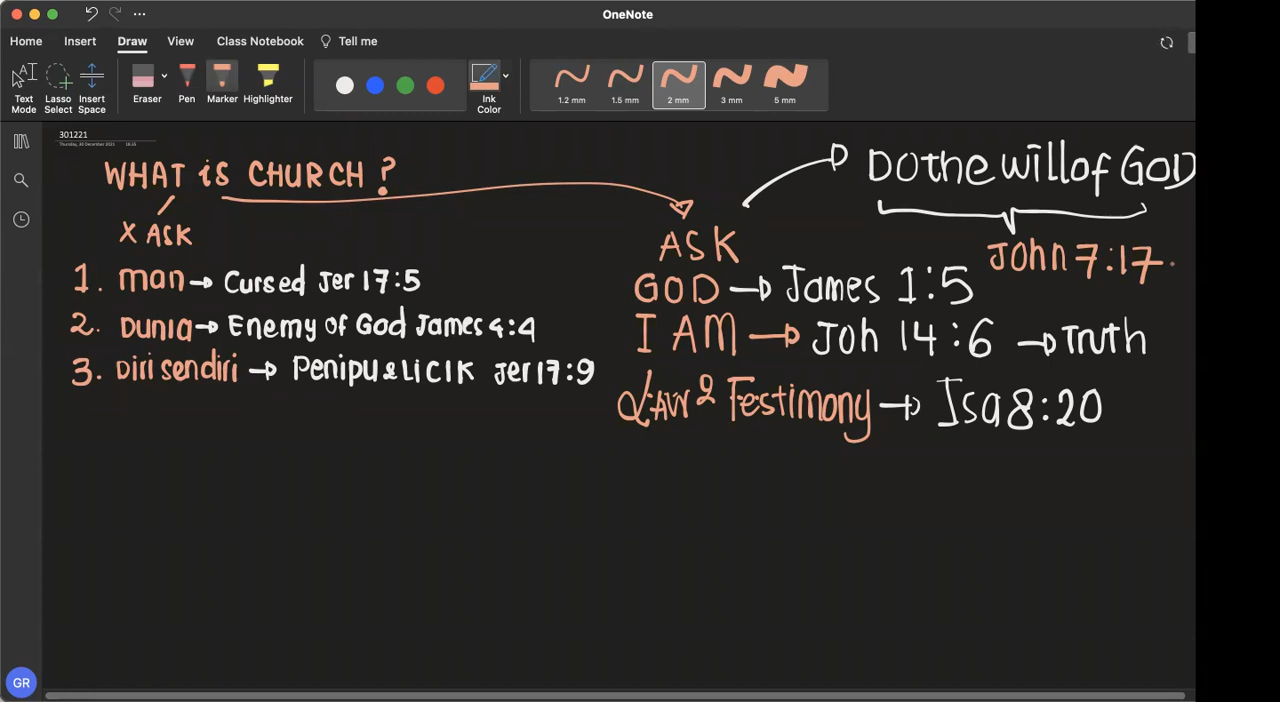 OneNote
Home Insert Draw View Class Notebook Tell me
Text Mode Lasso Select Insert Space Eraser Pen Marker Highlighter Ink Color 1.2 mm 1.5 mm 2 mm 3 mm 5 mm
301221
Thursday, 30 December 2021
WHAT is CHURCH ?
X ASK
1. man → Cursed Jer 17:5
2. Dunia → Enemy of God James 4:4
3. Diri sendiri → Penipu & LiCIK Jer 17:9
Do the will of GOD
John 7:17
ASK
GOD → James 1:5
I AM → Joh 14:6 → Truth
Law & Testimony → Isa 8:20
GR